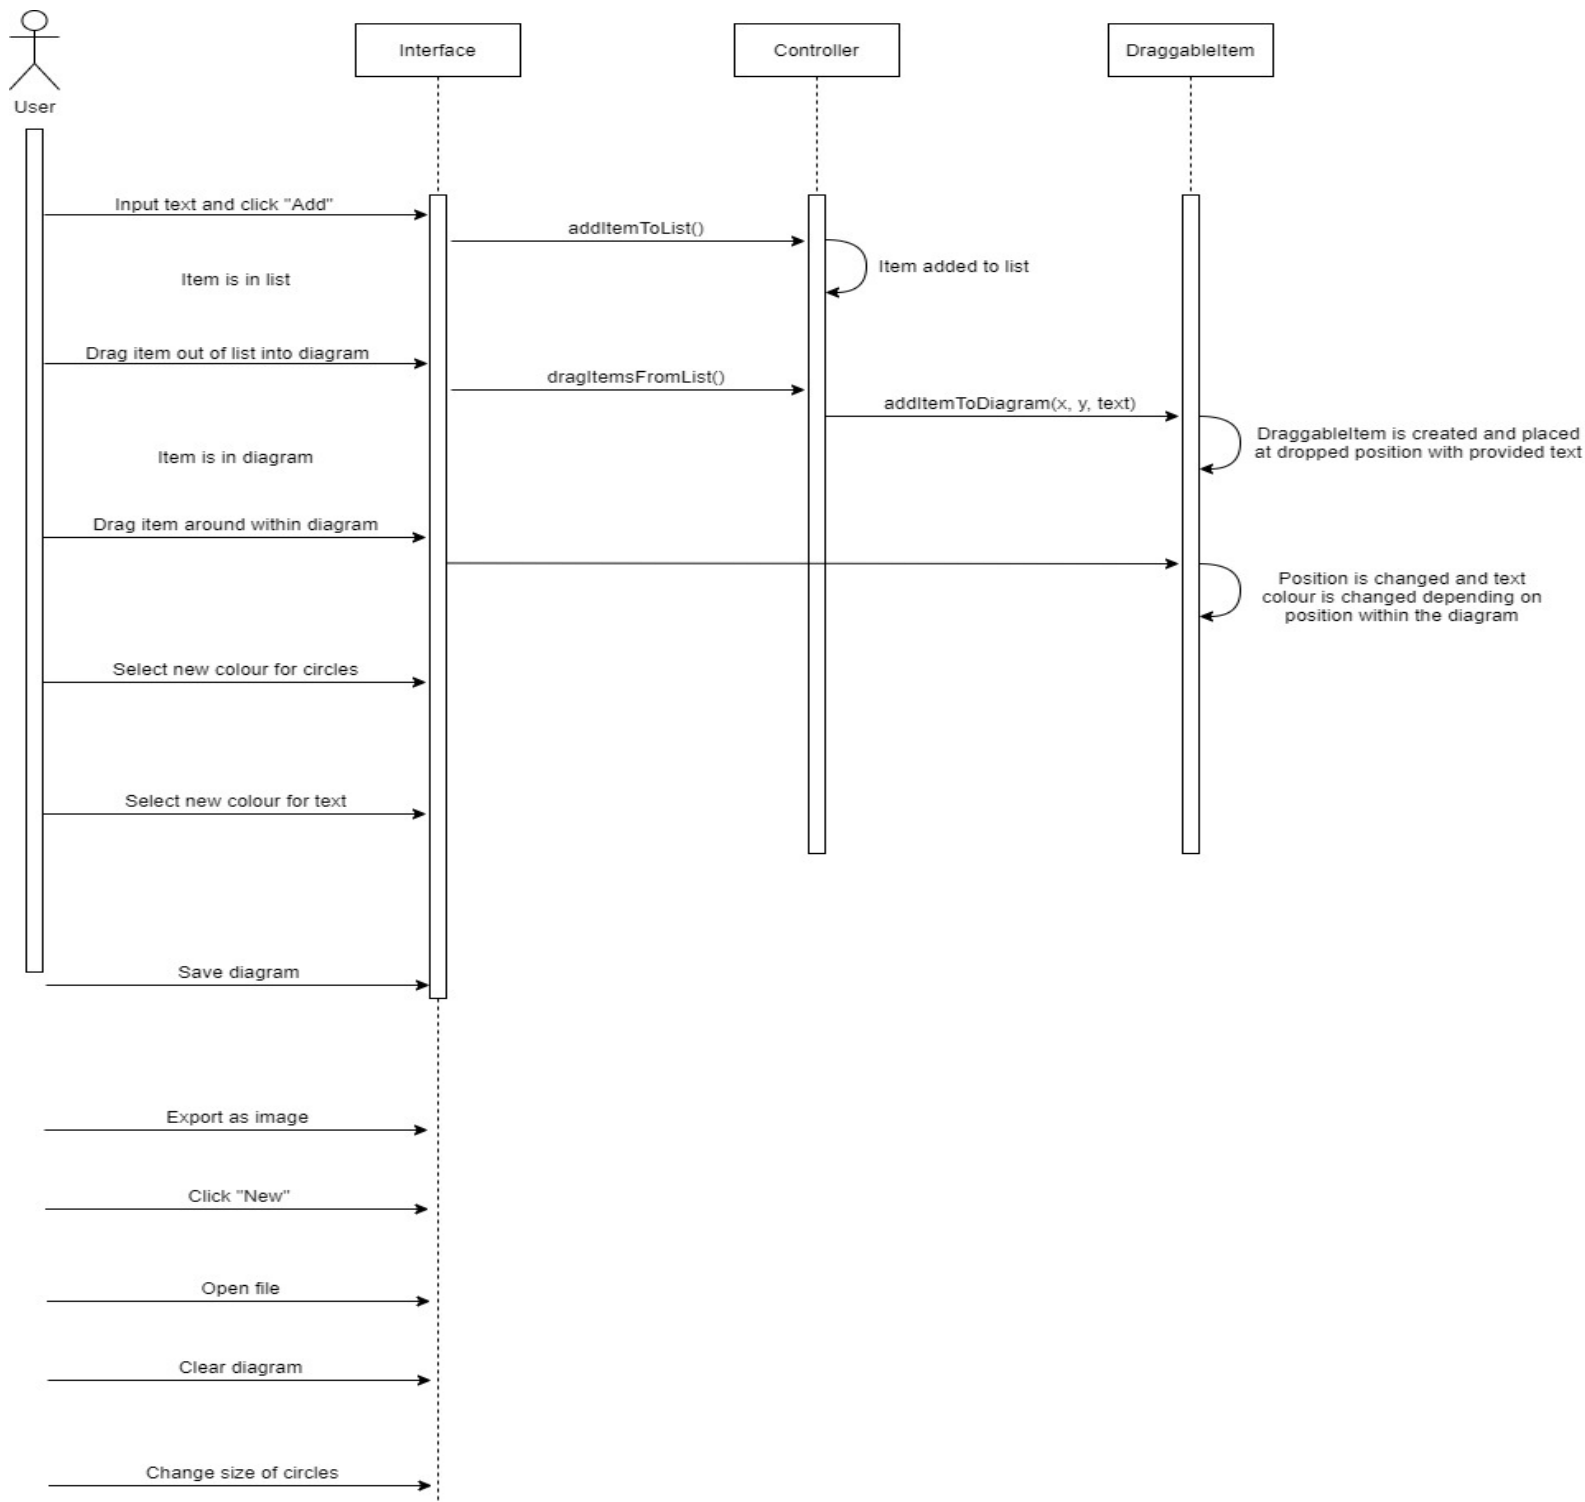 Interface
Controller
DraggableItem
User
Input text and click "Add"
addItemToList()
Item added to list
Item is in list
Drag item out of list into diagram
dragItemsFromList()
addItemToDiagram(x, y, text)
DraggableItem is created and placed
at dropped position with provided text
Item is in diagram
Drag item around within diagram
Position is changed and text
colour is changed depending on
position within the diagram
Select new colour for circles
Select new colour for text
Save diagram
Export as image
Click "New"
Open file
Clear diagram
Change size of circles